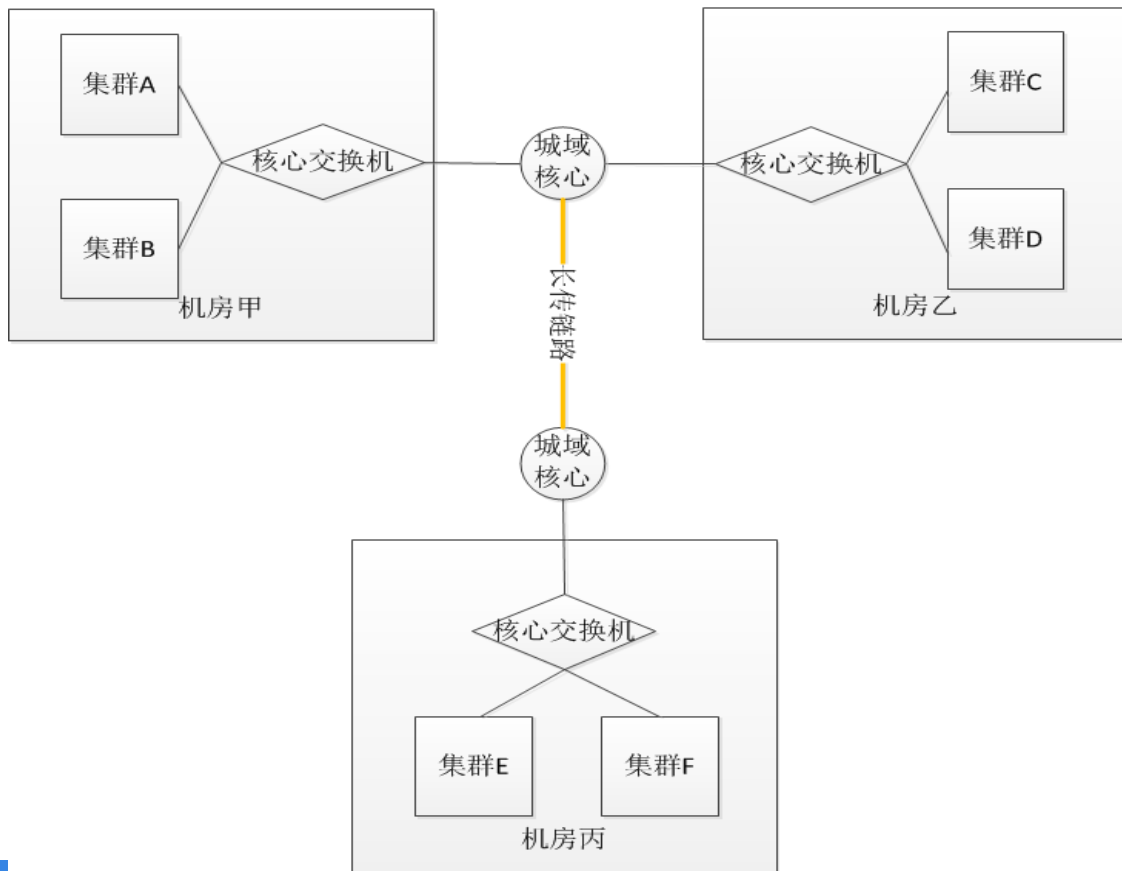 集群A
核心交换机
集群B
机房甲
城域
核心
集群C
核心交换机
集群D
机房乙
长传链路
城域
核心
核心交换机
集群E
集群F
机房丙